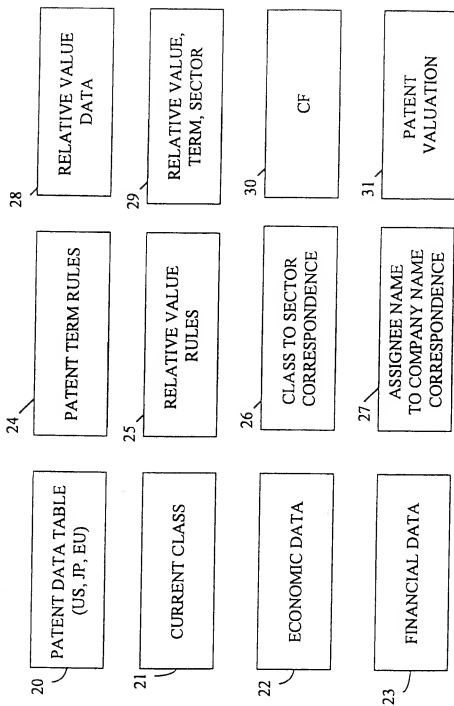 20
PATENT DATA TABLE
(US, JP, EU)
21
CURRENT CLASS
22
ECONOMIC DATA
23
FINANCIAL DATA
24
PATENT TERM RULES
25
RELATIVE VALUE
RULES
26
CLASS TO SECTOR
CORRESPONDENCE
27
ASSIGNEE NAME
TO COMPANY NAME
CORRESPONDENCE
28
RELATIVE VALUE
DATA
29
RELATIVE VALUE,
TERM, SECTOR
30
CF
31
PATENT
VALUATION